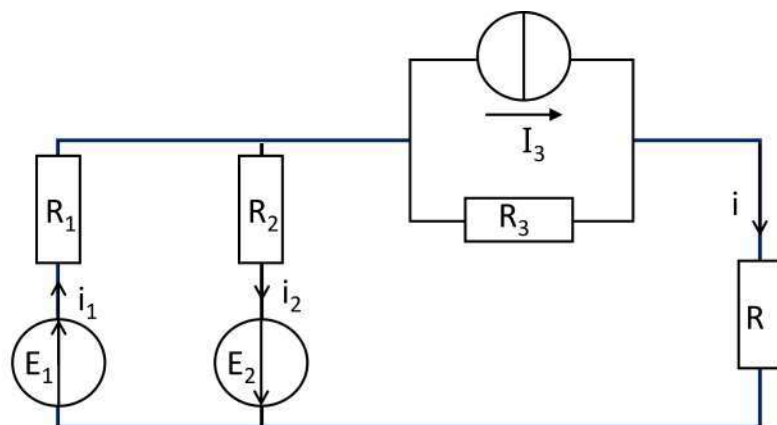 I₃
R₁
R₂
R₃
i
i₁
i₂
R
E₁
E₂